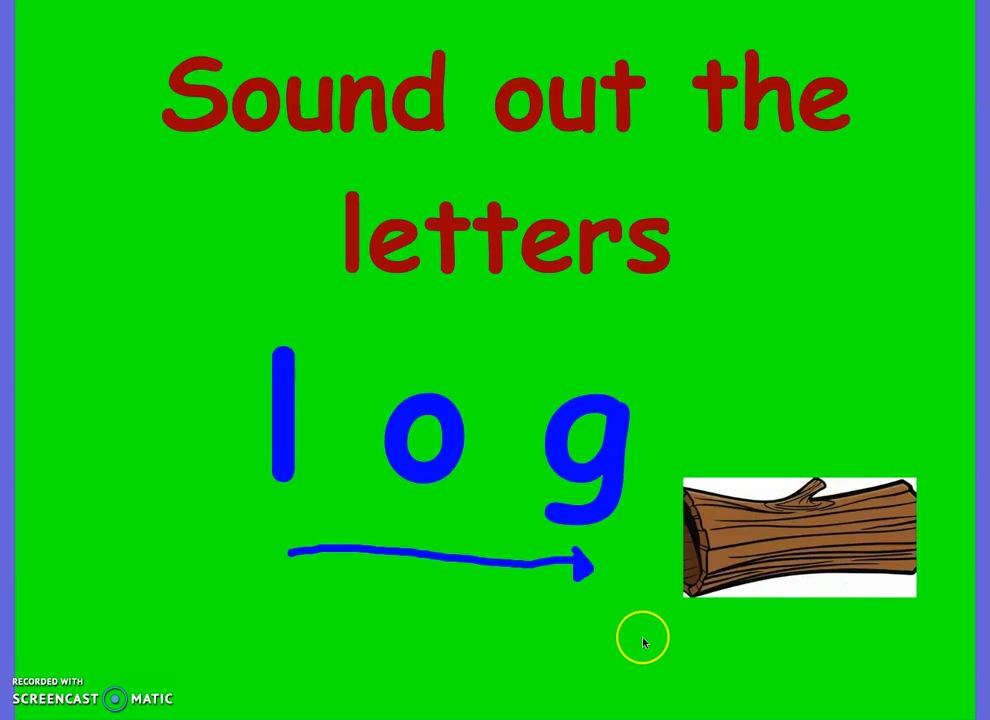 Sound out the
letters
l o g
RECORDED WITH
SCREENCAST MATIC